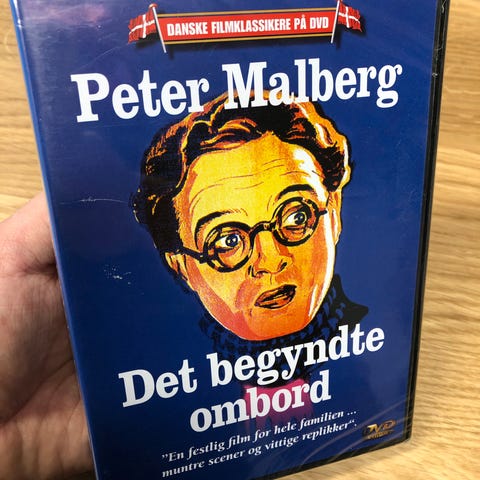 DANSKE FILMKLASSIKERE PÅ DVD
Peter Malberg
Det begyndte
ombord
"En festlig film for hele familien ...
muntre scener og vittige replikker".
DVD